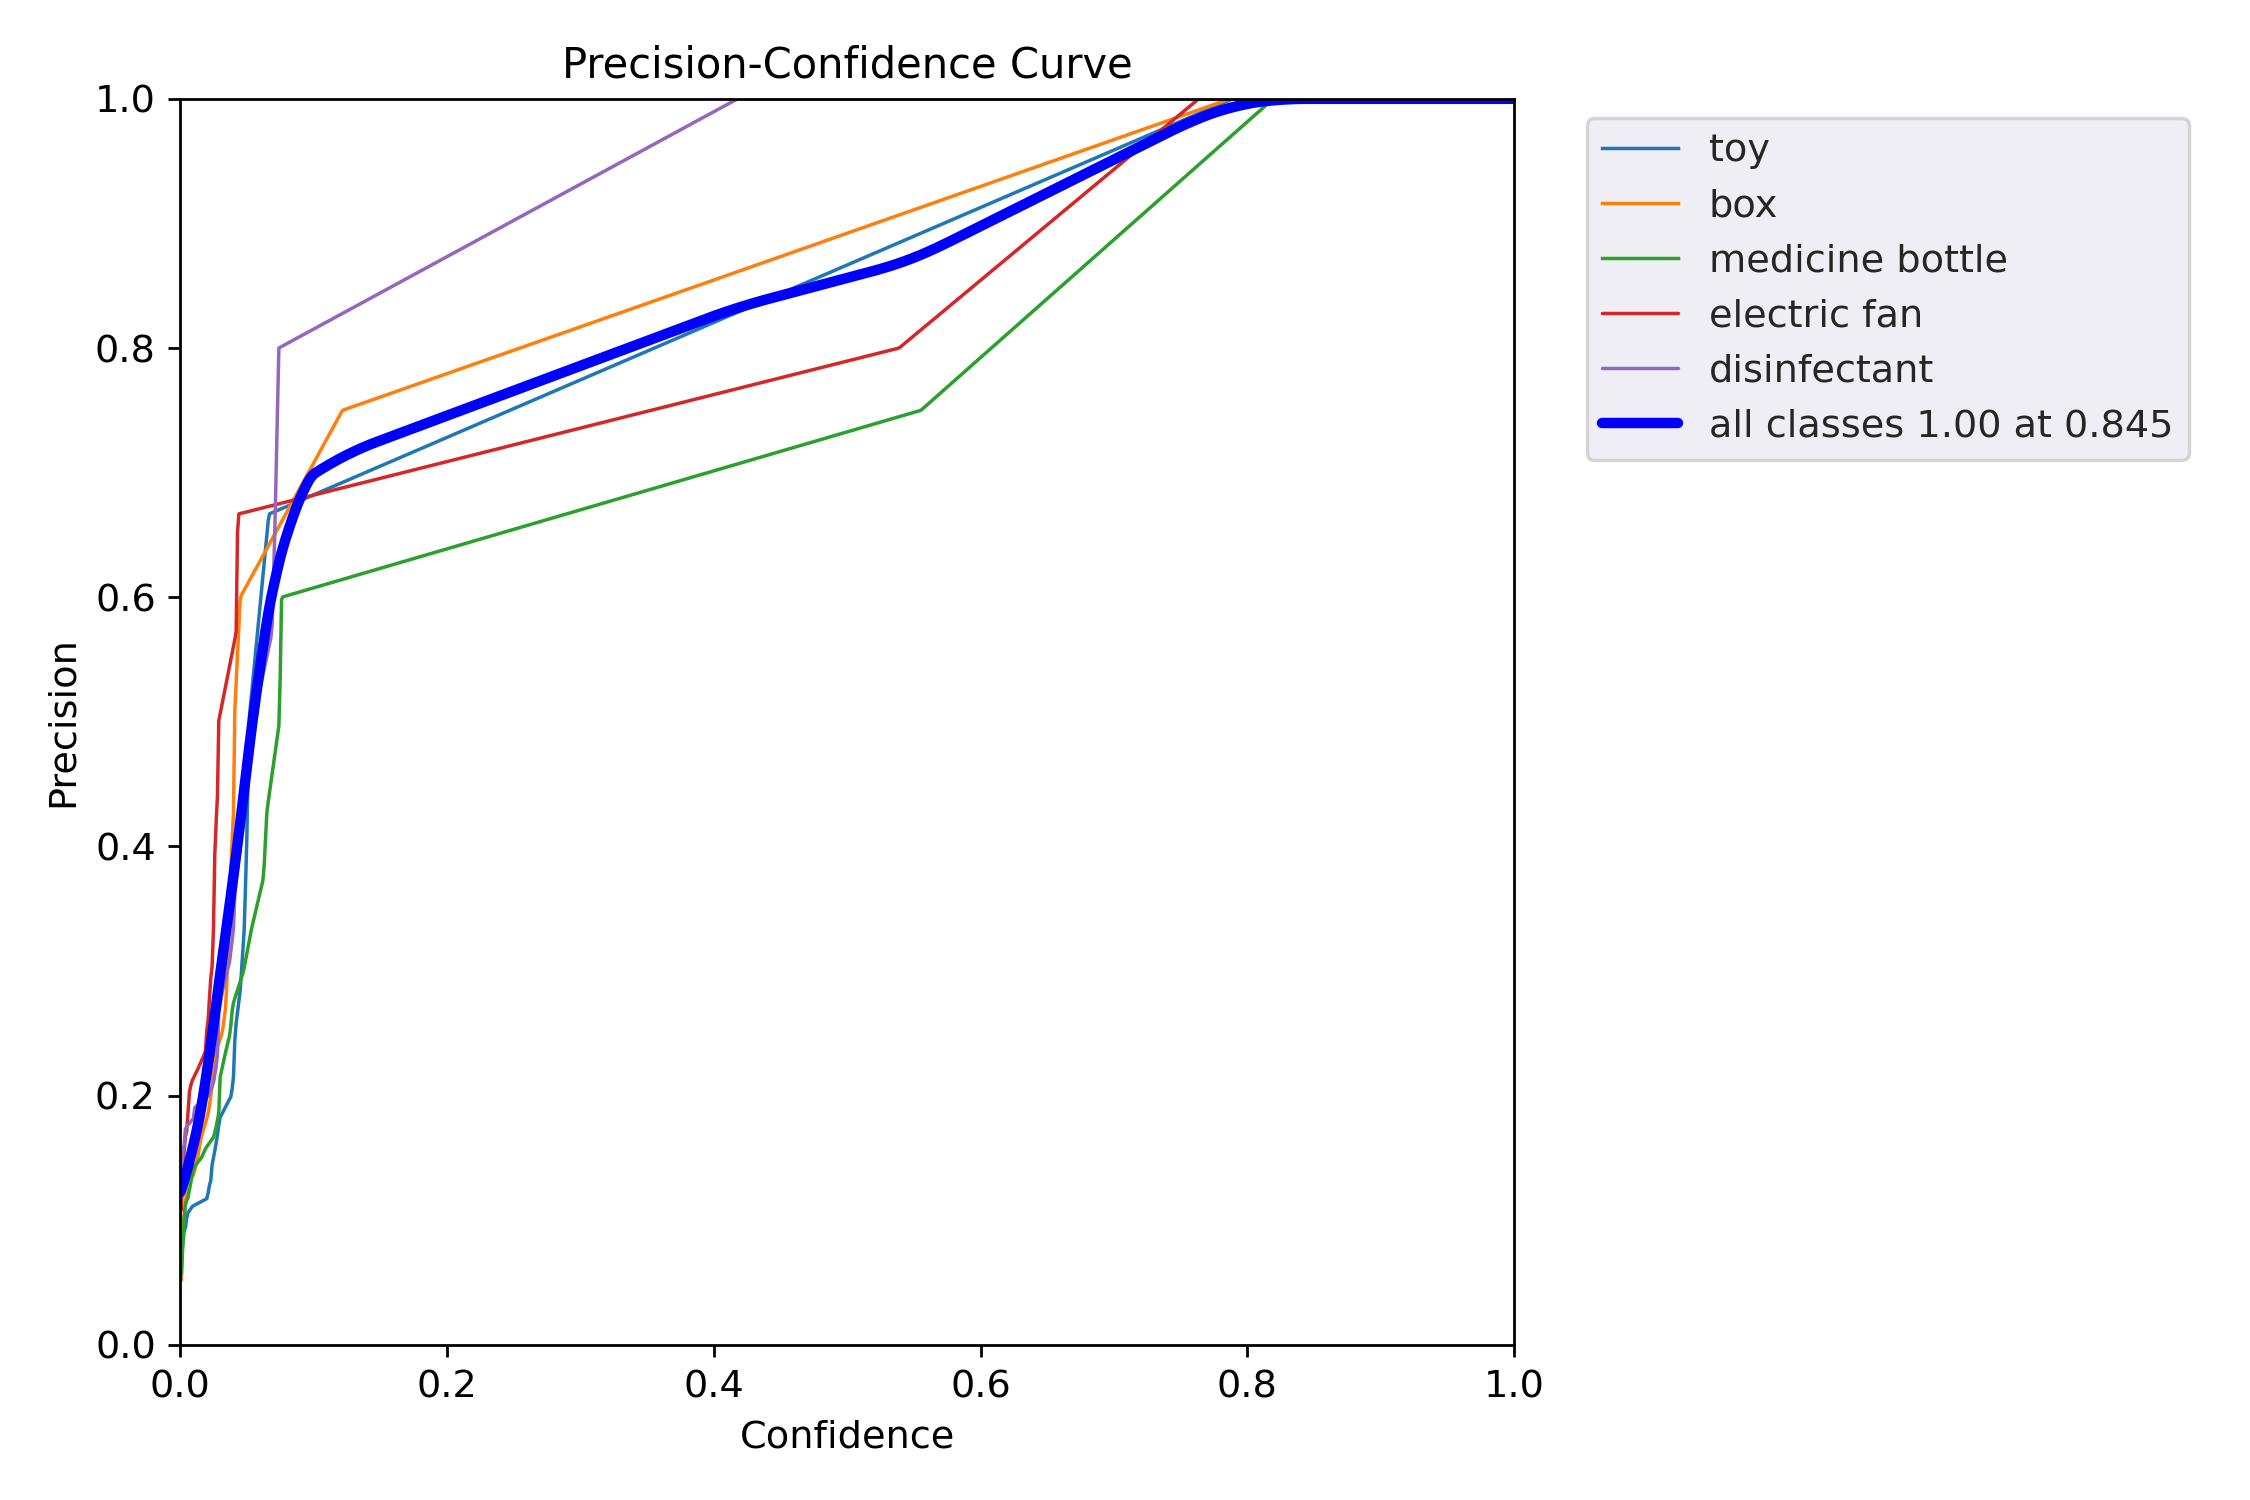 Precision-Confidence Curve
1.0
0.8
0.6
0.4
0.2
0.0
Precision
0.0 0.2 0.4 0.6 0.8 1.0
Confidence
toy
box
medicine bottle
electric fan
disinfectant
all classes 1.00 at 0.845